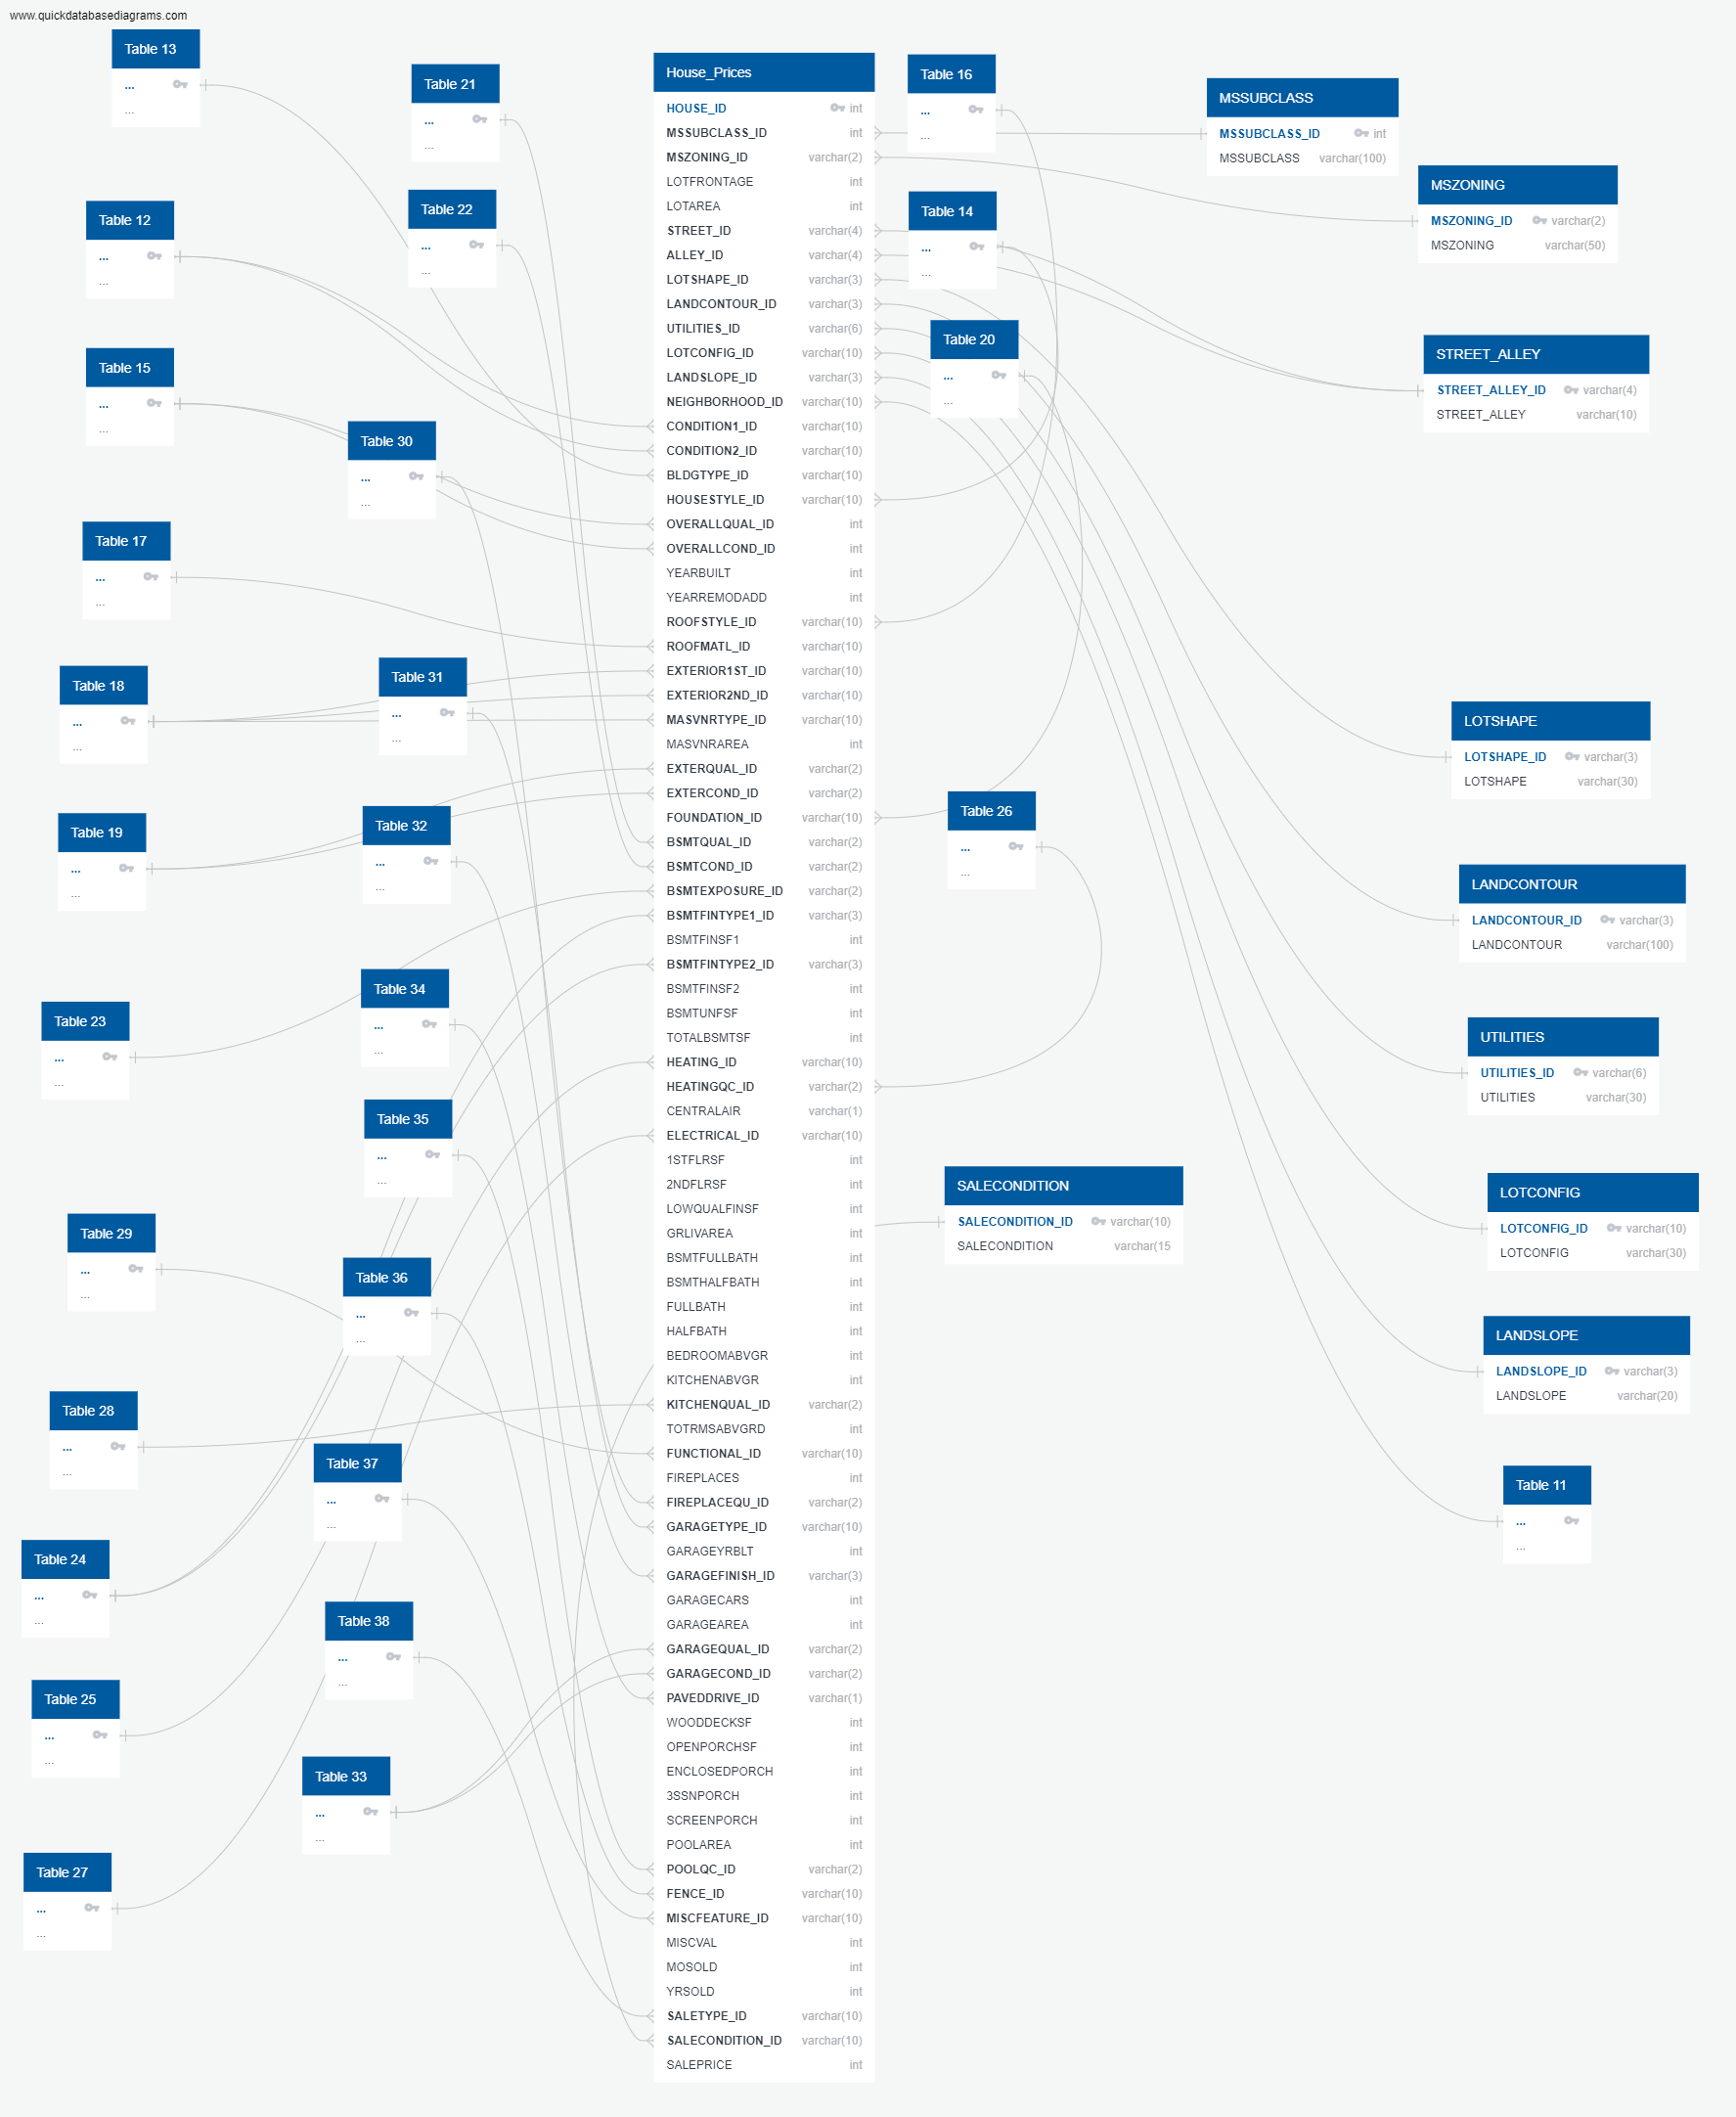 www.quickdatabasediagrams.com
Table 13
...
...
Table 21
...
...
Table 12
...
...
Table 22
...
...
Table 15
...
...
Table 30
...
...
Table 17
...
...
Table 18
...
...
Table 31
...
...
Table 19
...
...
Table 32
...
...
Table 23
...
...
Table 34
...
...
Table 35
...
...
Table 29
...
...
Table 36
...
...
Table 28
...
...
Table 37
...
...
Table 24
...
...
Table 38
...
...
Table 25
...
...
Table 33
...
...
Table 27
...
...
House_Prices
HOUSE_ID int
MSSUBCLASS_ID int
MSZONING_ID varchar(2)
LOTFRONTAGE int
LOTAREA int
STREET_ID varchar(4)
ALLEY_ID varchar(4)
LOTSHAPE_ID varchar(3)
LANDCONTOUR_ID varchar(3)
UTILITIES_ID varchar(6)
LOTCONFIG_ID varchar(10)
LANDSLOPE_ID varchar(3)
NEIGHBORHOOD_ID varchar(10)
CONDITION1_ID varchar(10)
CONDITION2_ID varchar(10)
BLDGTYPE_ID varchar(10)
HOUSESTYLE_ID varchar(10)
OVERALLQUAL_ID int
OVERALLCOND_ID int
YEARBUILT int
YEARREMODADD int
ROOFSTYLE_ID varchar(10)
ROOFMATL_ID varchar(10)
EXTERIOR1ST_ID varchar(10)
EXTERIOR2ND_ID varchar(10)
MASVNRTYPE_ID varchar(10)
MASVNRAREA int
EXTERQUAL_ID varchar(2)
EXTERCOND_ID varchar(2)
FOUNDATION_ID varchar(10)
BSMTQUAL_ID varchar(2)
BSMTCOND_ID varchar(2)
BSMTEXPOSURE_ID varchar(2)
BSMTFINTYPE1_ID varchar(3)
BSMTFINSF1 int
BSMTFINTYPE2_ID varchar(3)
BSMTFINSF2 int
BSMTUNFSF int
TOTALBSMTSF int
HEATING_ID varchar(10)
HEATINGQC_ID varchar(2)
CENTRALAIR varchar(1)
ELECTRICAL_ID varchar(10)
1STFLRSF int
2NDFLRSF int
LOWQUALFINSF int
GRLIVAREA int
BSMTFULLBATH int
BSMTHALFBATH int
FULLBATH int
HALFBATH int
BEDROOMABVGR int
KITCHENABVGR int
KITCHENQUAL_ID varchar(2)
TOTRMSABVGRD int
FUNCTIONAL_ID varchar(10)
FIREPLACES int
FIREPLACEQU_ID varchar(2)
GARAGETYPE_ID varchar(10)
GARAGEYRBLT int
GARAGEFINISH_ID varchar(3)
GARAGECARS int
GARAGEAREA int
GARAGEQUAL_ID varchar(2)
GARAGECOND_ID varchar(2)
PAVEDDRIVE_ID varchar(1)
WOODDECKSF int
OPENPORCHSF int
ENCLOSEDPORCH int
3SSNPORCH int
SCREENPORCH int
POOLAREA int
POOLQC_ID varchar(2)
FENCE_ID varchar(10)
MISCFEATURE_ID varchar(10)
MISCVAL int
MOSOLD int
YRSOLD int
SALETYPE_ID varchar(10)
SALECONDITION_ID varchar(10)
SALEPRICE int
Table 16
...
...
Table 14
...
...
Table 20
...
...
Table 26
...
...
SALECONDITION
SALECONDITION_ID varchar(10)
SALECONDITION varchar(15
MSSUBCLASS
MSSUBCLASS_ID int
MSSUBCLASS varchar(100)
MSZONING
MSZONING_ID varchar(2)
MSZONING varchar(50)
STREET_ALLEY
STREET_ALLEY_ID varchar(4)
STREET_ALLEY varchar(10)
LOTSHAPE
LOTSHAPE_ID varchar(3)
LOTSHAPE varchar(30)
LANDCONTOUR
LANDCONTOUR_ID varchar(3)
LANDCONTOUR varchar(100)
UTILITIES
UTILITIES_ID varchar(6)
UTILITIES varchar(30)
LOTCONFIG
LOTCONFIG_ID varchar(10)
LOTCONFIG varchar(30)
LANDSLOPE
LANDSLOPE_ID varchar(3)
LANDSLOPE varchar(20)
Table 11
...
...